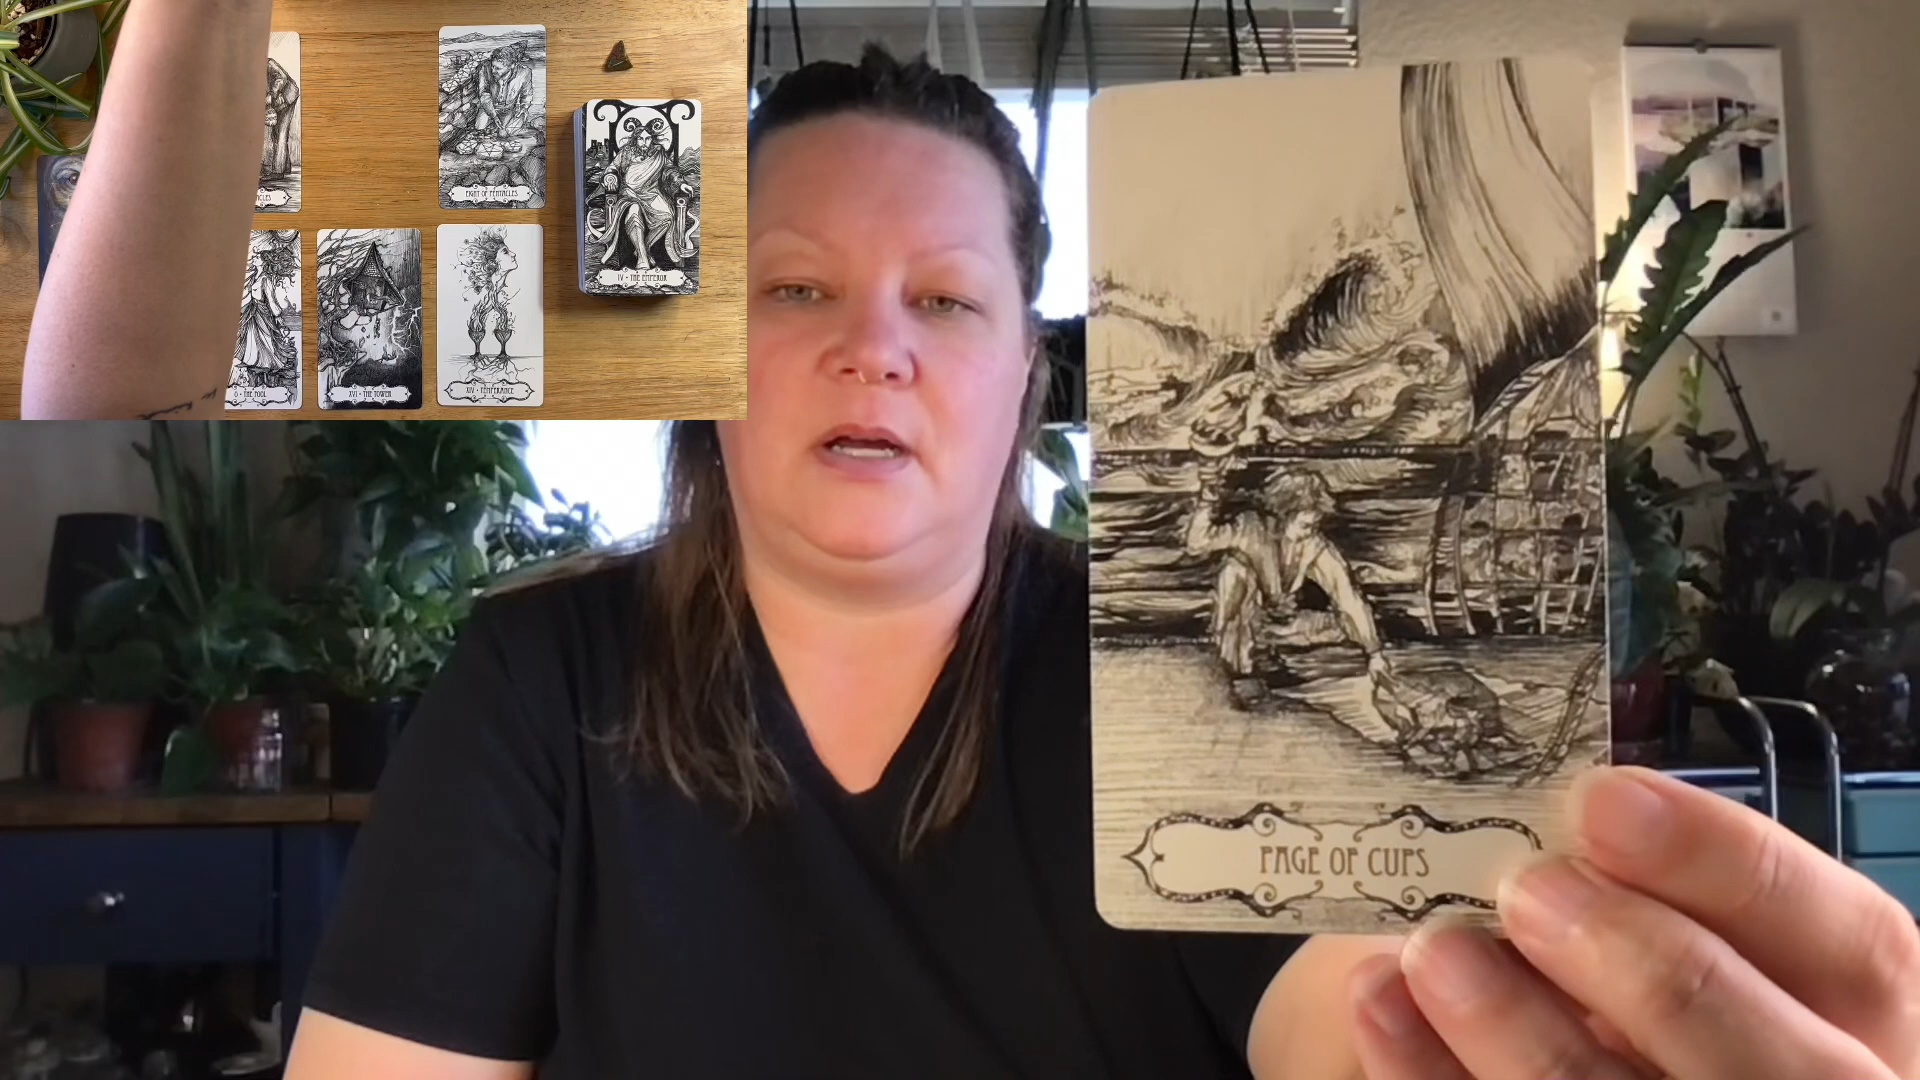 EIGHT OF PENTACLES
IV • THE EMPEROR
0 • THE FOOL
XVI • THE TOWER
XIV • TEMPERANCE
PAGE OF CUPS